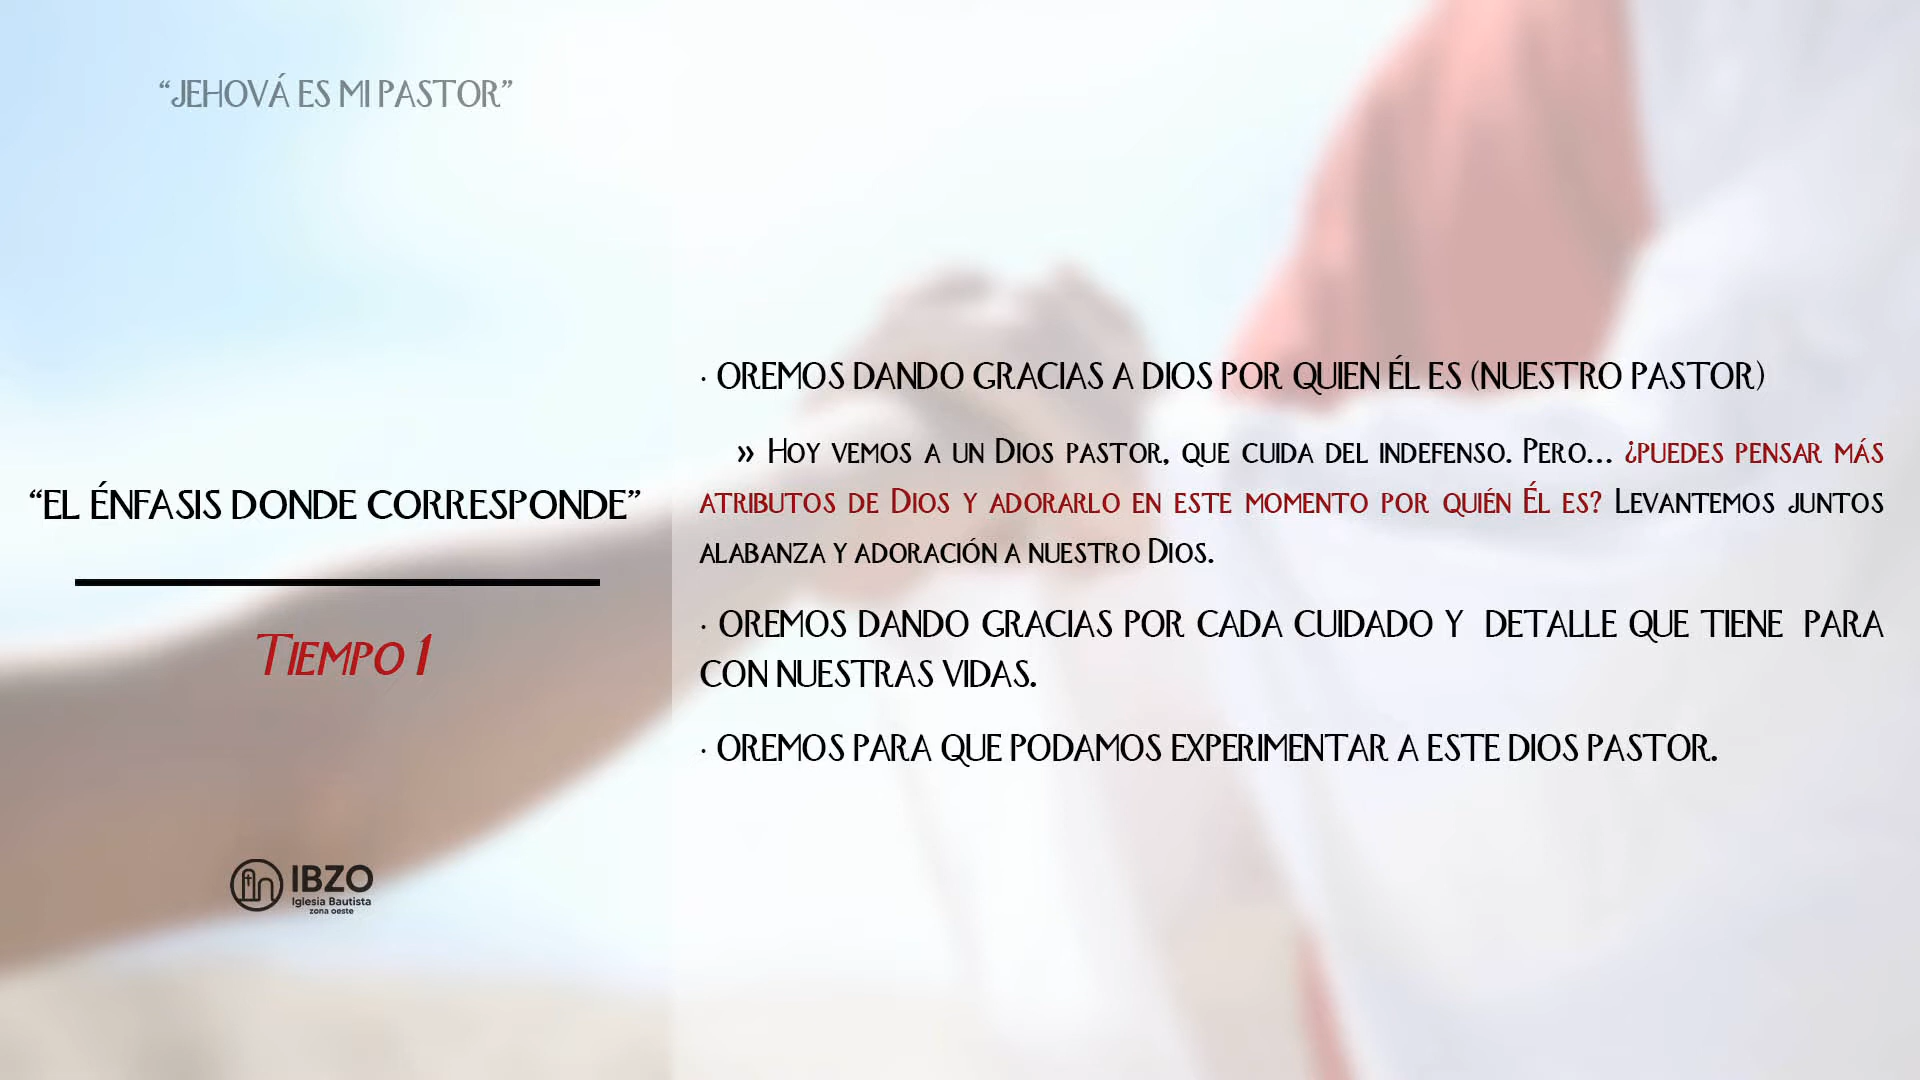 “JEHOVÁ ES MI PASTOR”
“EL ÉNFASIS DONDE CORRESPONDE”
TIEMPO 1
IBZO
Iglesia Bautista
zona oeste
· OREMOS DANDO GRACIAS A DIOS POR QUIEN ÉL ES (NUESTRO PASTOR)
» HOY VEMOS A UN DIOS PASTOR, QUE CUIDA DEL INDEFENSO. PERO... ¿PUEDES PENSAR MÁS
ATRIBUTOS DE DIOS Y ADORARLO EN ESTE MOMENTO POR QUIÉN ÉL ES? LEVANTEMOS JUNTOS
ALABANZA Y ADORACIÓN A NUESTRO DIOS.
· OREMOS DANDO GRACIAS POR CADA CUIDADO Y DETALLE QUE TIENE PARA
CON NUESTRAS VIDAS.
· OREMOS PARA QUE PODAMOS EXPERIMENTAR A ESTE DIOS PASTOR.